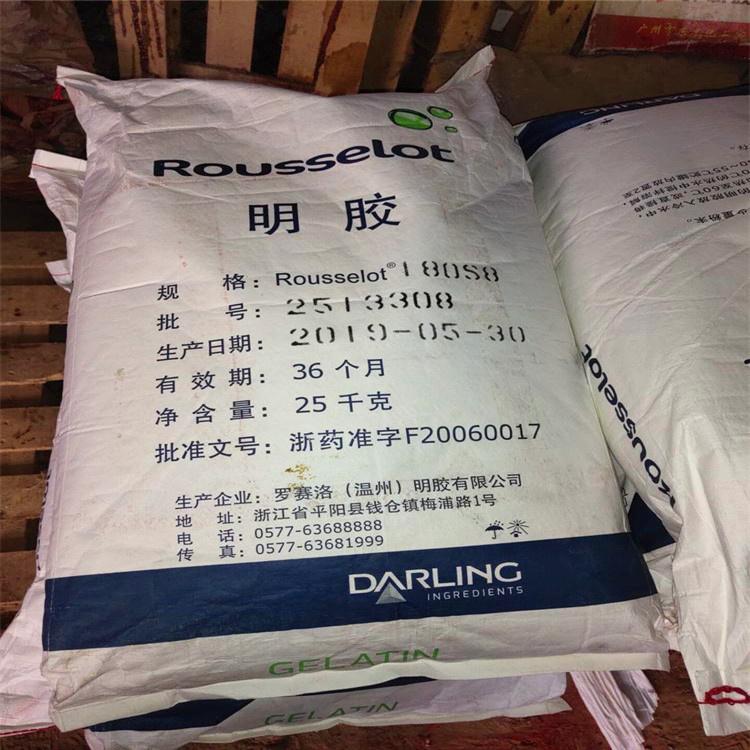 Rousselot
明 胶
规 格：Rousselot® 180S8
批 号：2513308
生产日期：2019-05-30
有 效 期：36 个月
净 含 量：25 千克
批准文号：浙药准字F20060017
生产企业：罗赛洛（温州）明胶有限公司
地 址：浙江省平阳县钱仓镇梅浦路1号
电 话：0577-63688888
传 真：0577-63681999
DARLING
INGREDIENTS
GELATIN
GELATIN
DARLING
Rousselot